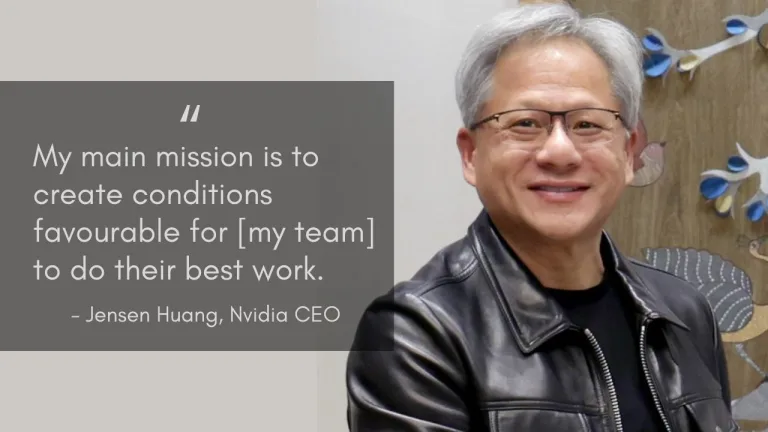 “
My main mission is to
create conditions
favourable for [my team]
to do their best work.
- Jensen Huang, Nvidia CEO